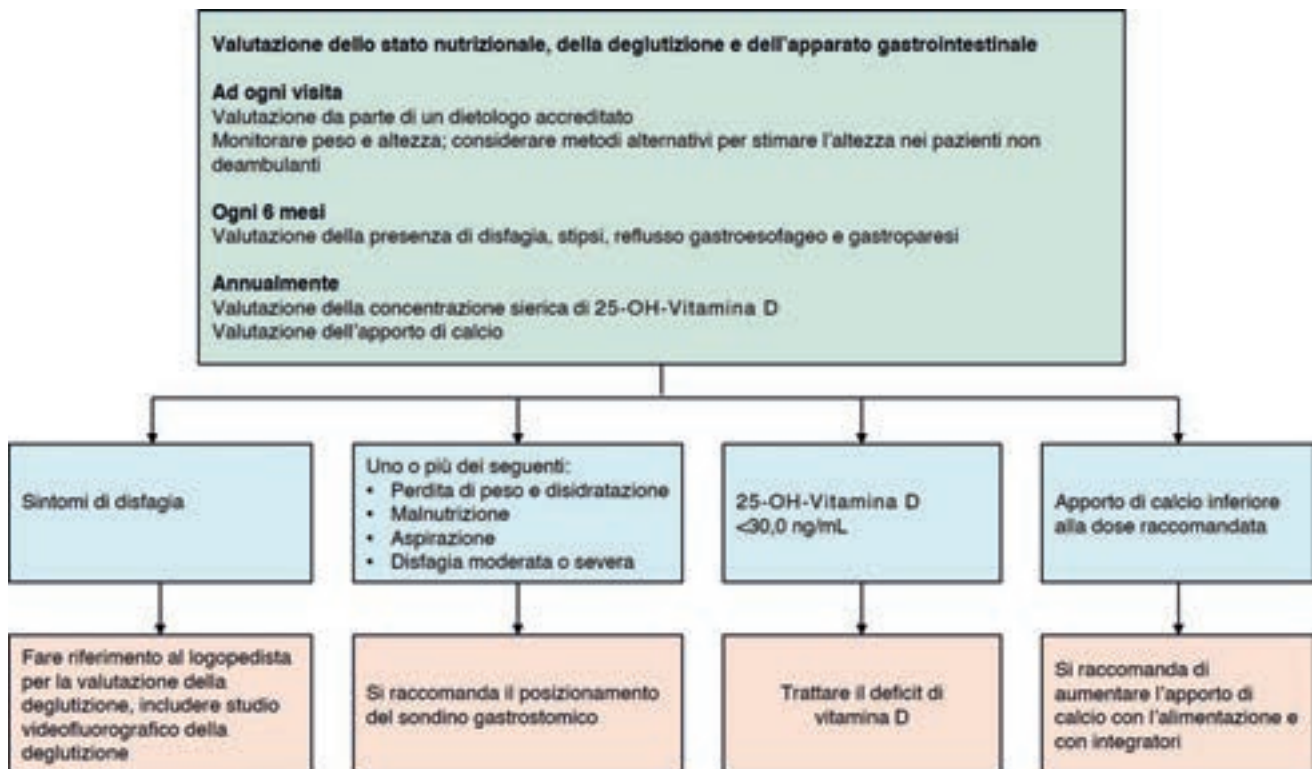 Valutazione dello stato nutrizionale, della deglutizione e dell'apparato gastrointestinale
Ad ogni visita
Valutazione da parte di un dietologo accreditato
Monitorare peso e altezza; considerare metodi alternativi per stimare l'altezza nei pazienti non
deambulanti
Ogni 6 mesi
Valutazione della presenza di disfagia, stipsi, reflusso gastroesofageo e gastroparesi
Annualmente
Valutazione della concentrazione sierica di 25-OH-Vitamina D
Valutazione dell'apporto di calcio
Sintomi di disfagia
Uno o più dei seguenti:
• Perdita di peso e disidratazione
• Malnutrizione
• Aspirazione
• Disfagia moderata o severa
25-OH-Vitamina D
<30,0 ng/mL
Apporto di calcio inferiore
alla dose raccomandata
Fare riferimento al logopedista
per la valutazione della
deglutizione, includere studio
videofluorografico della
deglutizione
Si raccomanda il posizionamento
del sondino gastrostomico
Trattare il deficit di
vitamina D
Si raccomanda di
aumentare l'apporto di
calcio con l'alimentazione e
con integratori